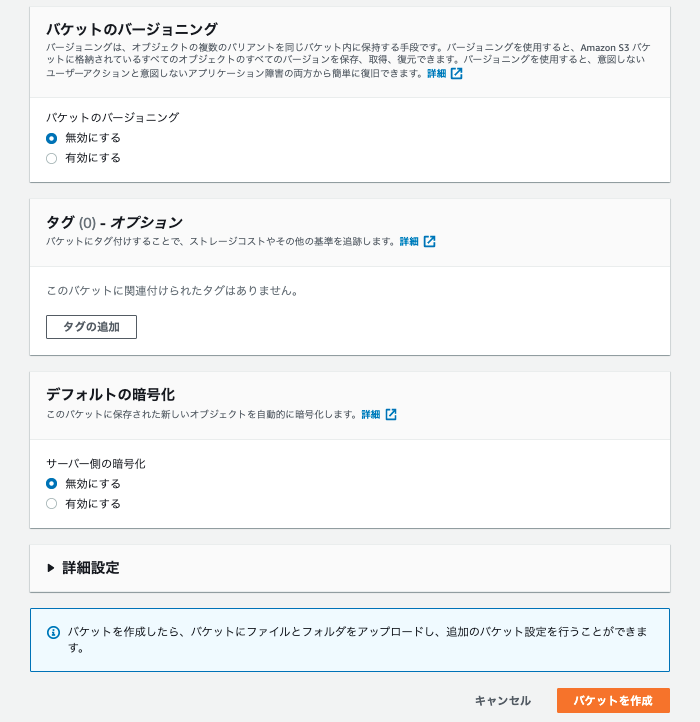 バケットのバージョニング
バージョニングは、オブジェクトの複数のバリアントを同じバケット内に保持する手段です。バージョニングを使用すると、Amazon S3 バケ
ットに格納されているすべてのオブジェクトのすべてのバージョンを保存、取得、復元できます。バージョニングを使用すると、意図しない
ユーザーアクションと意図しないアプリケーション障害の両方から簡単に復旧できます。詳細
バケットのバージョニング
無効にする
有効にする
タグ (0) - オプション
バケットにタグ付けすることで、ストレージコストやその他の基準を追跡します。詳細
このバケットに関連付けられたタグはありません。
タグの追加
デフォルトの暗号化
このバケットに保存された新しいオブジェクトを自動的に暗号化します。詳細
サーバー側の暗号化
無効にする
有効にする
詳細設定
バケットを作成したら、バケットにファイルとフォルダをアップロードし、追加のバケット設定を行うことができま
す。
キャンセル
バケットを作成